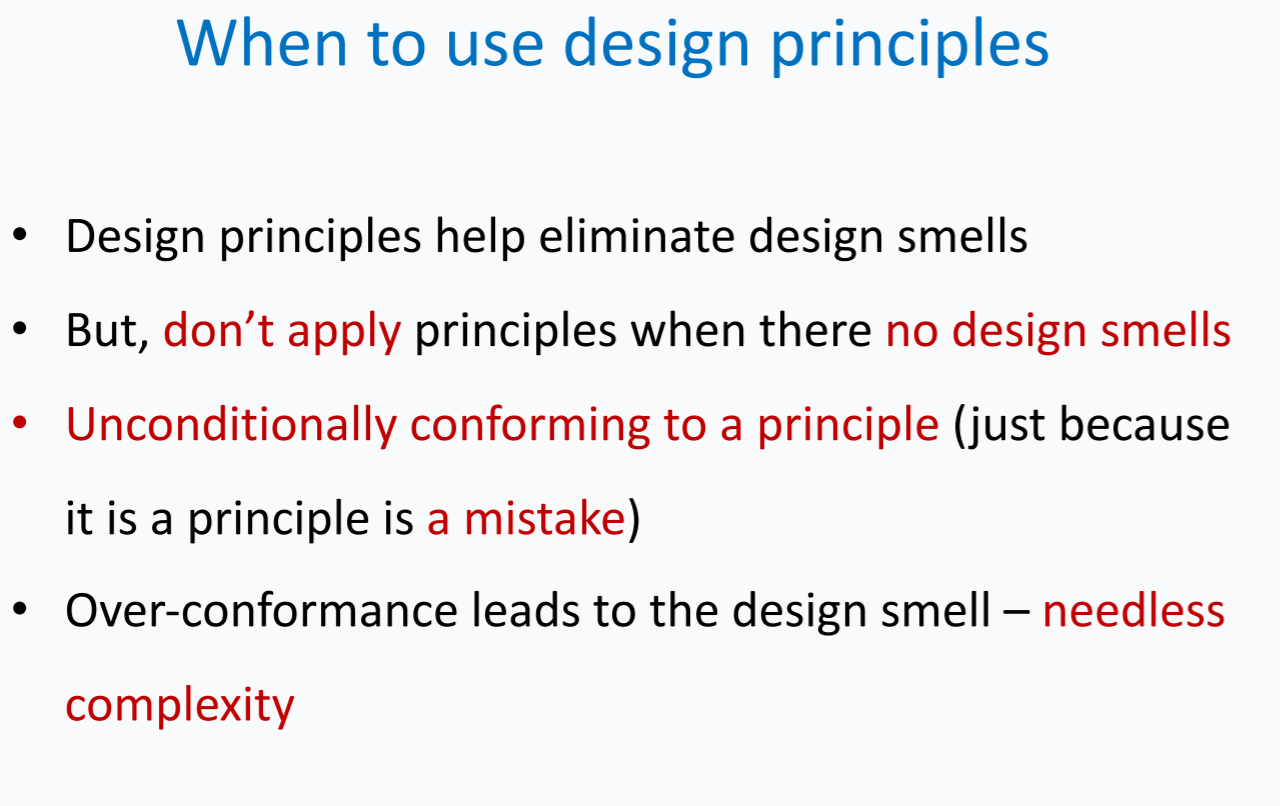 When to use design principles
• Design principles help eliminate design smells
• But, don’t apply principles when there no design smells
• Unconditionally conforming to a principle (just because
it is a principle is a mistake)
• Over-conformance leads to the design smell – needless
complexity